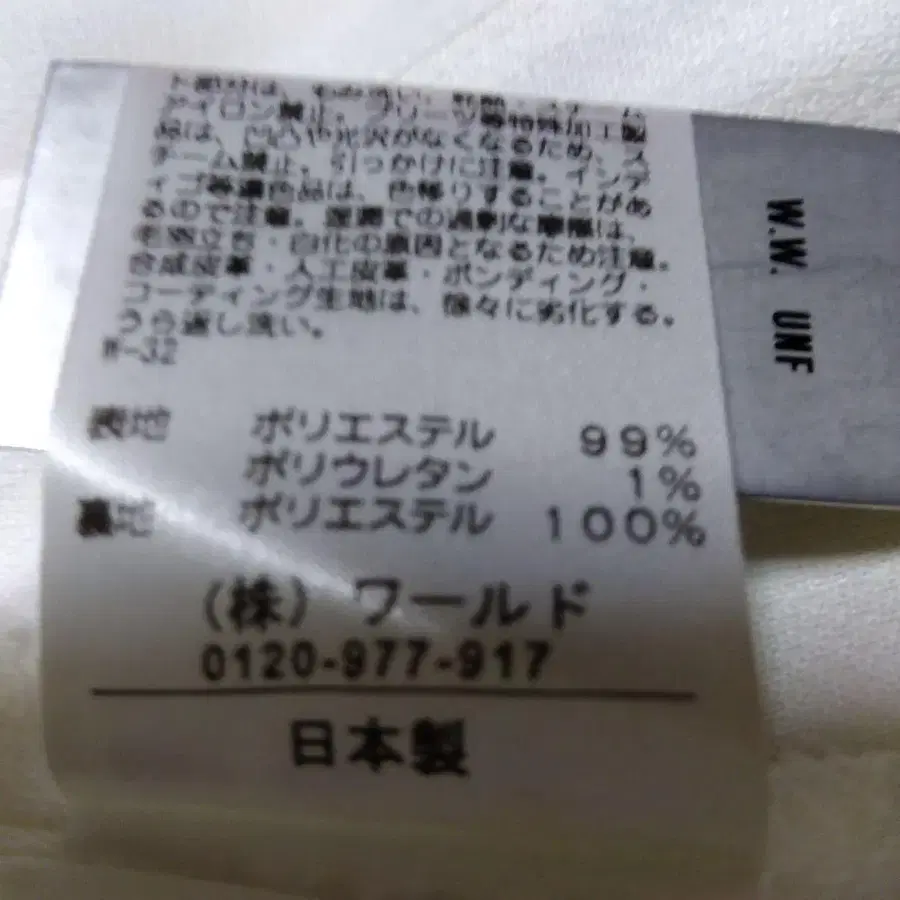 アイロン禁止。プリーツ等特殊加工製
品は、凹凸や光沢がなくなるため、ス
チーム禁止。引っかけに注意。インデ
ィゴ等濃色品は、色移りすることがあ
るので注意。着用での過剰な摩擦は、
毛羽立ち・白化の原因となるため注意。
合成皮革・人工皮革・ボンディング・
コーティング生地は、徐々に劣化する。
うら返し洗い。
W-32
表地 ポリエステル 99%
ポリウレタン 1%
裏地 ポリエステル 100%
(株) ワールド
0120-977-917
日本製
W.W. UNF